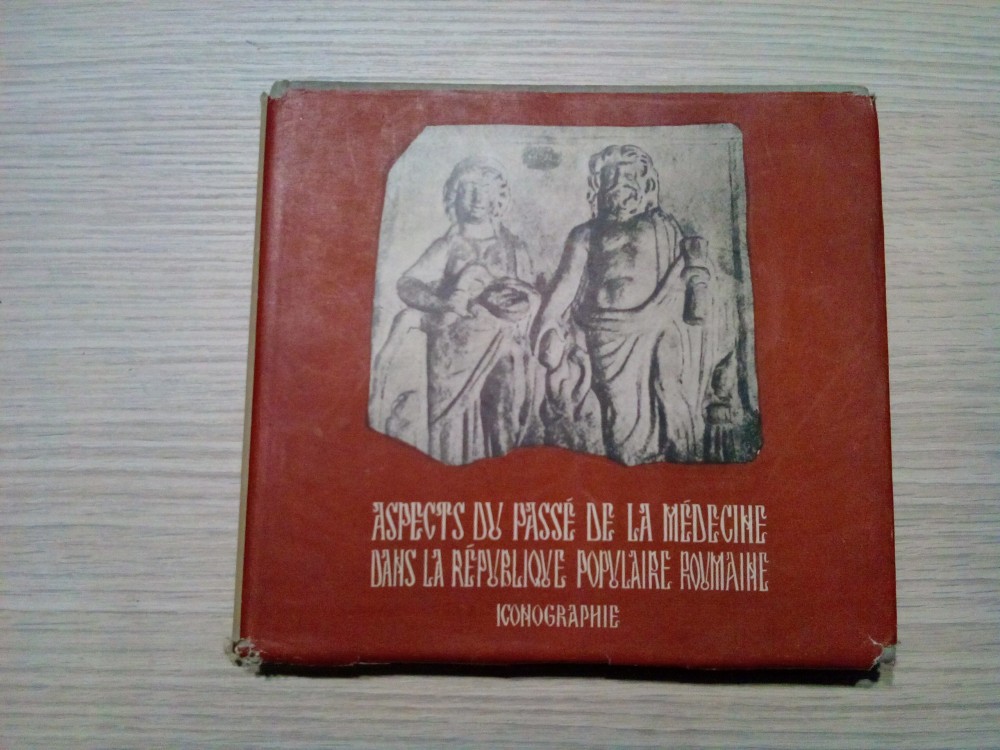 ASPECTS DU PASSÉ DE LA MÉDECINE
DANS LA RÉPUBLIQUE POPULAIRE ROUMAINE
ICONOGRAPHIE